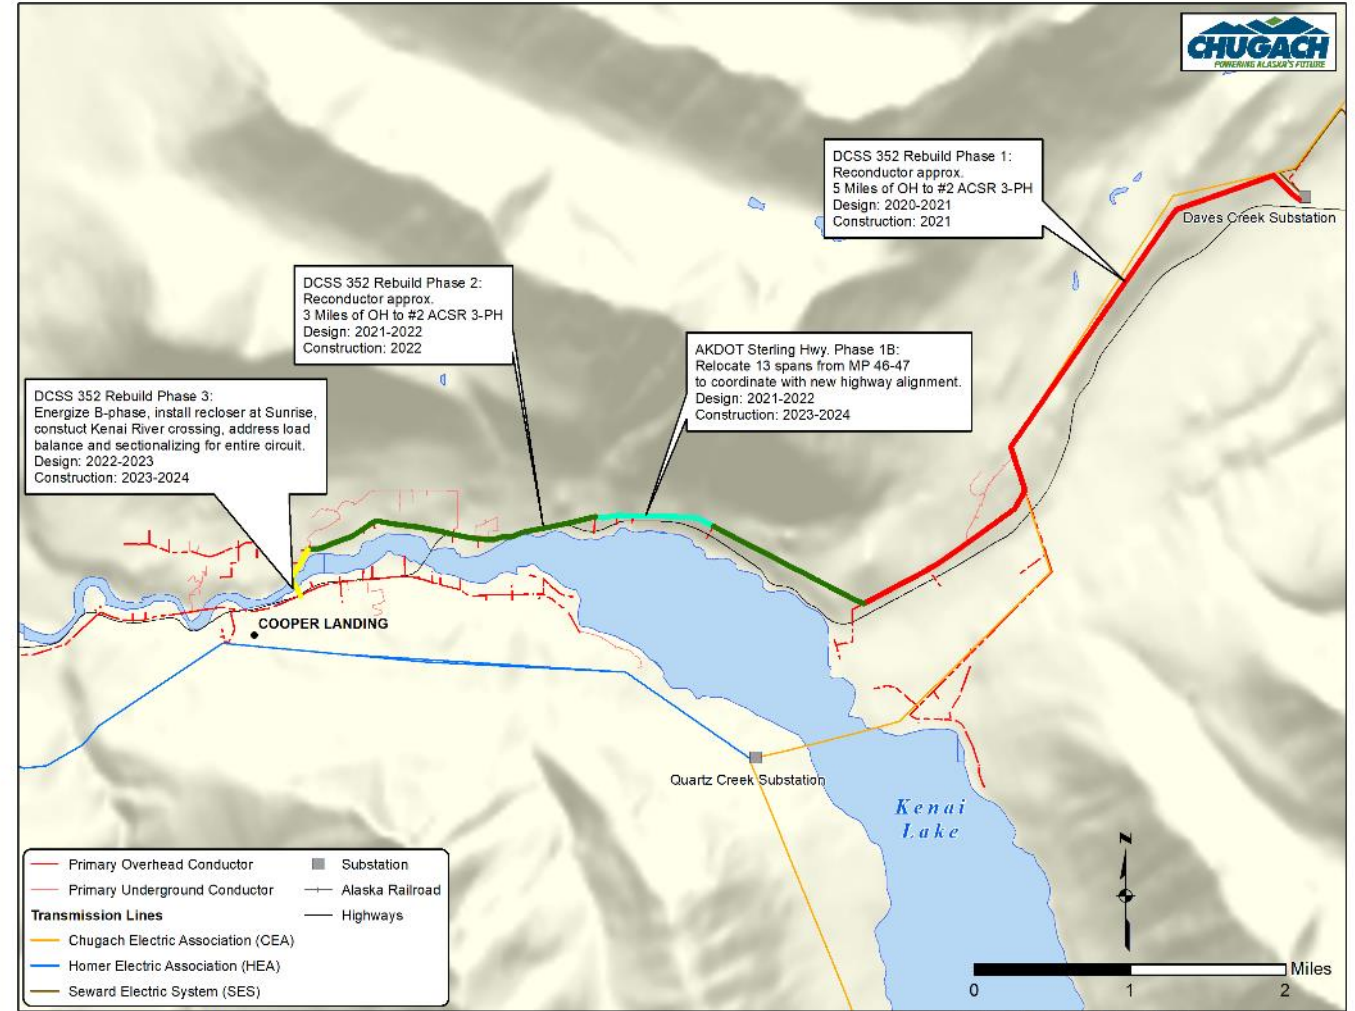 CHUGACH
POWERING ALASKA'S FUTURE
DCSS 352 Rebuild Phase 1:
Reconductor approx.
5 Miles of OH to #2 ACSR 3-PH
Design: 2020-2021
Construction: 2021
Daves Creek Substation
DCSS 352 Rebuild Phase 2:
Reconductor approx.
3 Miles of OH to #2 ACSR 3-PH
Design: 2021-2022
Construction: 2022
AKDOT Sterling Hwy. Phase 1B:
Relocate 13 spans from MP 46-47
to coordinate with new highway alignment.
Design: 2021-2022
Construction: 2023-2024
DCSS 352 Rebuild Phase 3:
Energize B-phase, install recloser at Sunrise,
constuct Kenai River crossing, address load
balance and sectionalizing for entire circuit.
Design: 2022-2023
Construction: 2023-2024
COOPER LANDING
Quartz Creek Substation
Kenai
Lake
Primary Overhead Conductor
Primary Underground Conductor
Transmission Lines
Chugach Electric Association (CEA)
Homer Electric Association (HEA)
Seward Electric System (SES)
Substation
Alaska Railroad
Highways
N
Miles
0 1 2